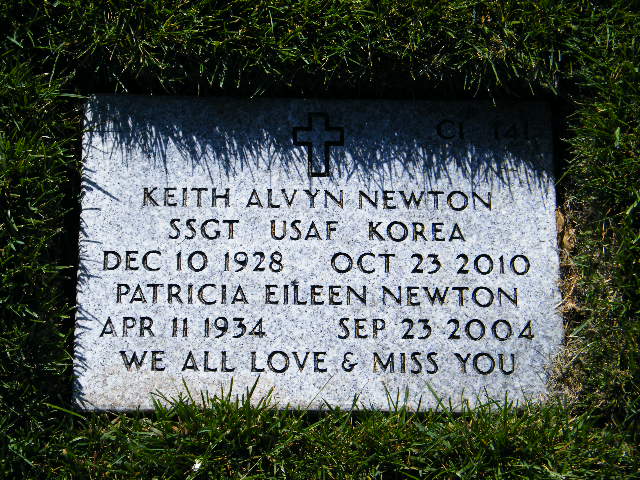 CI 141
KEITH ALVYN NEWTON
SSGT USAF KOREA
DEC 10 1928 OCT 23 2010
PATRICIA EILEEN NEWTON
APR 11 1934 SEP 23 2004
WE ALL LOVE & MISS YOU